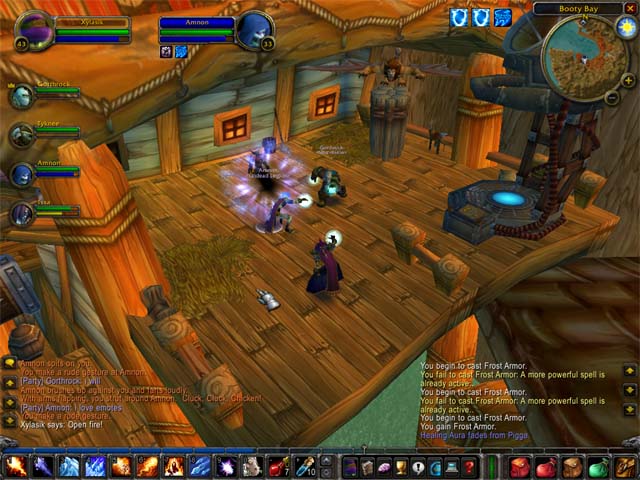 Xylasik
43
Amnon
33
Booty Bay
N
Gorthrock
Tyknee
Amnon
Amnon spits on you.
You make a rude gesture at Amnon.
[Party] Gorthrock: i will
Amnon brushes up against you and farts loudly.
With arms flapping, you strut around Amnon. Cluck, Cluck, Chicken!
[Party] Amnon: I love emotes
You make a rude gesture.
Xylasik says: Open fire!
You begin to cast Frost Armor.
You fail to cast Frost Armor: A more powerful spell is
already active..
You begin to cast Frost Armor.
You fail to cast Frost Armor: A more powerful spell is
already active..
You begin to cast Frost Armor.
You gain Frost Armor.
Healing Aura fades from Pigga.
7
10